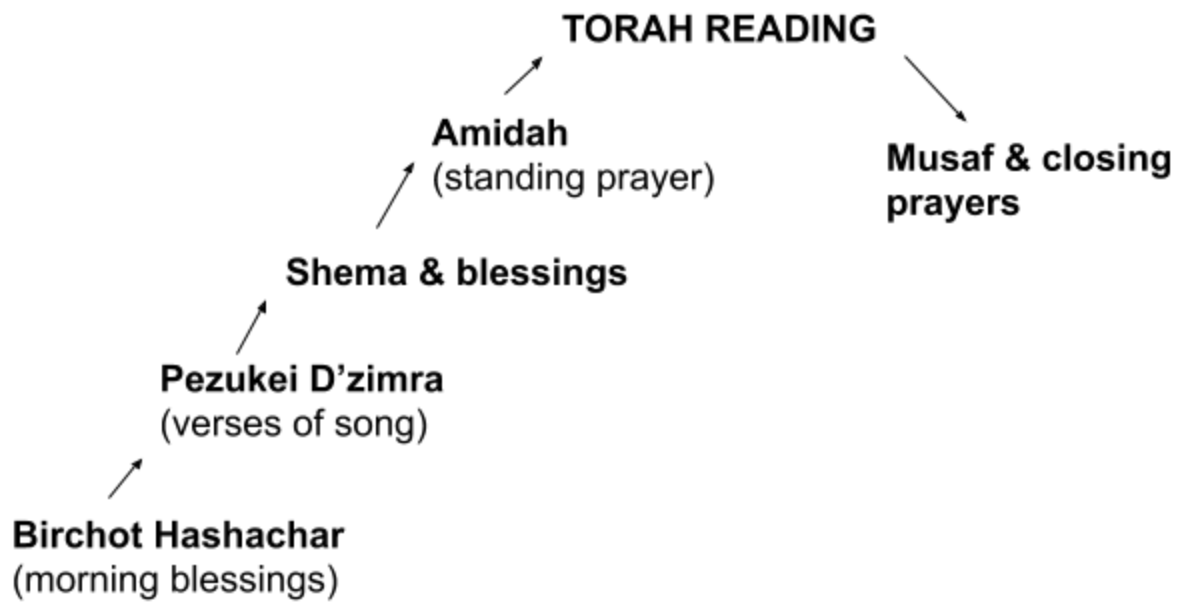 TORAH READING
Amidah
(standing prayer)
Musaf & closing
prayers
Shema & blessings
Pezukei D’zimra
(verses of song)
Birchot Hashachar
(morning blessings)